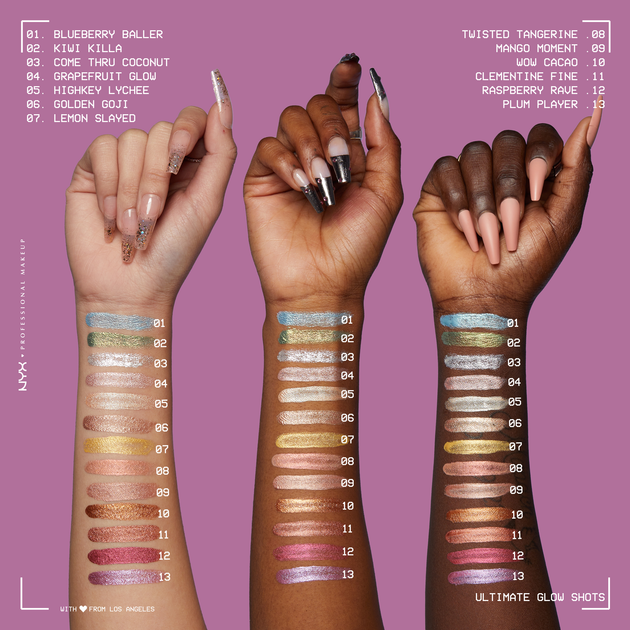 01. BLUEBERRY BALLER
02. KIWI KILLA
03. COME THRU COCONUT
04. GRAPEFRUIT GLOW
05. HIGHKEY LYCHEE
06. GOLDEN GOJI
07. LEMON SLAYED
TWISTED TANGERINE .08
MANGO MOMENT .09
WOW CACAO .10
CLEMENTINE FINE .11
RASPBERRY RAVE .12
PLUM PLAYER .13
NYX • PROFESSIONAL MAKEUP
01 01 01
02 02 02
03 03 03
04 04 04
05 05 05
06 06 06
07 07 07
08 08 08
09 09 09
10 10 10
11 11 11
12 12 12
13 13 13
ULTIMATE GLOW SHOTS
WITH ♥ FROM LOS ANGELES